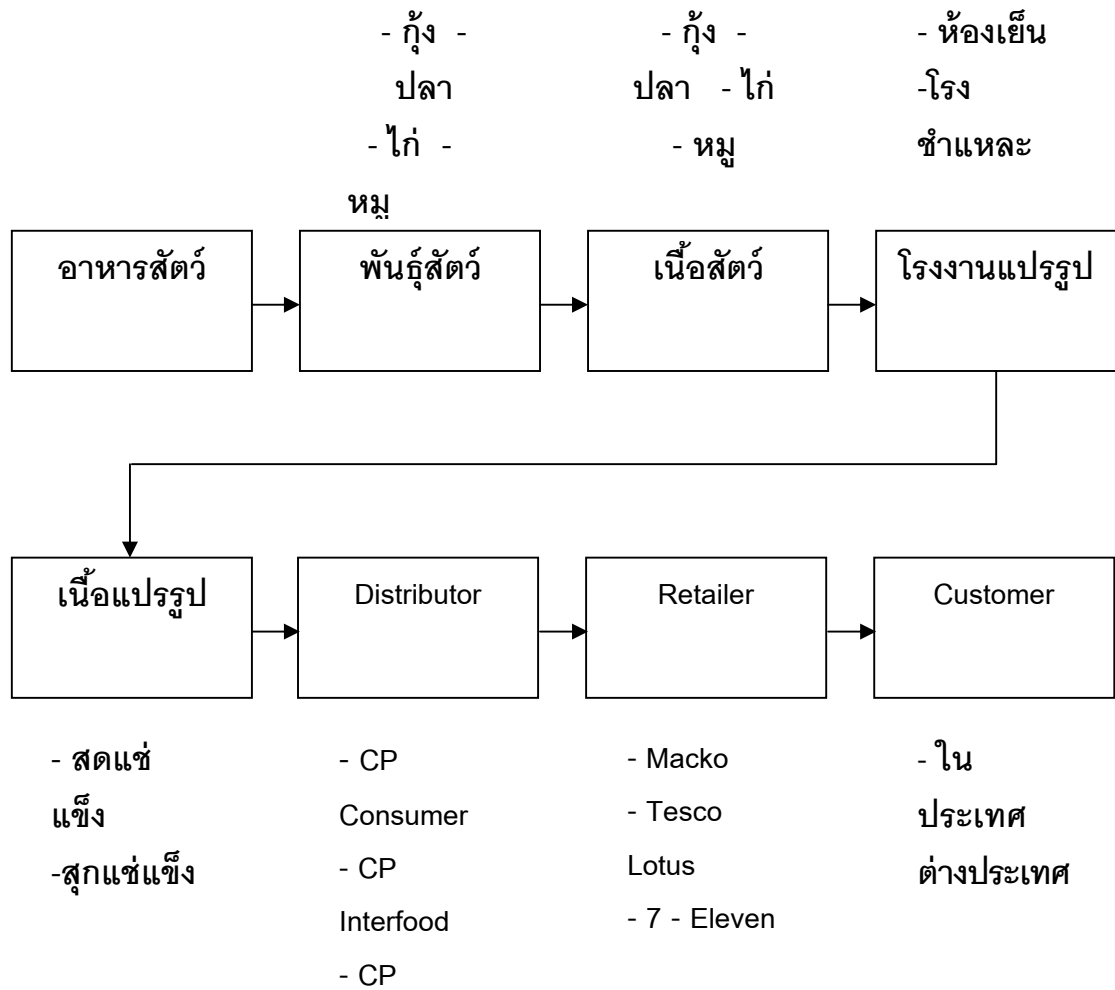 - กุ้ง -
ปลา
- ไก่ -
หมู
- กุ้ง -
ปลา - ไก่
- หมู
- ห้องเย็น
-โรง
ชำแหละ
อาหารสัตว์
พันธุ์สัตว์
เนื้อสัตว์
โรงงานแปรรูป
เนื้อแปรรูป
Distributor
Retailer
Customer
- สดแช่
แข็ง
-สุกแช่แข็ง
- CP
Consumer
- CP
Interfood
- CP
- Macko
- Tesco
Lotus
- 7 - Eleven
- ใน
ประเทศ
ต่างประเทศ